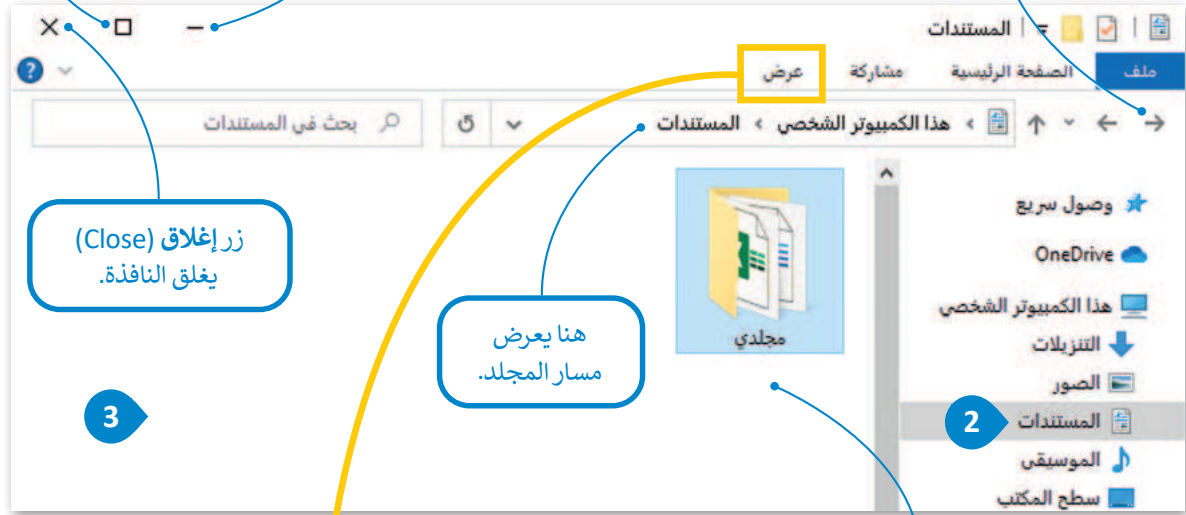 المستندات
ملف الصفحة الرئيسية مشاركة عرض
هذا الكمبيوتر الشخصي › المستندات
بحث في المستندات
وصول سريع
OneDrive
هذا الكمبيوتر الشخصي
التنزيلات
الصور
المستندات
2
الموسيقى
سطح المكتب
مجلدي
هنا يعرض
مسار المجلد.
زر إغلاق (Close)
يغلق النافذة.
3